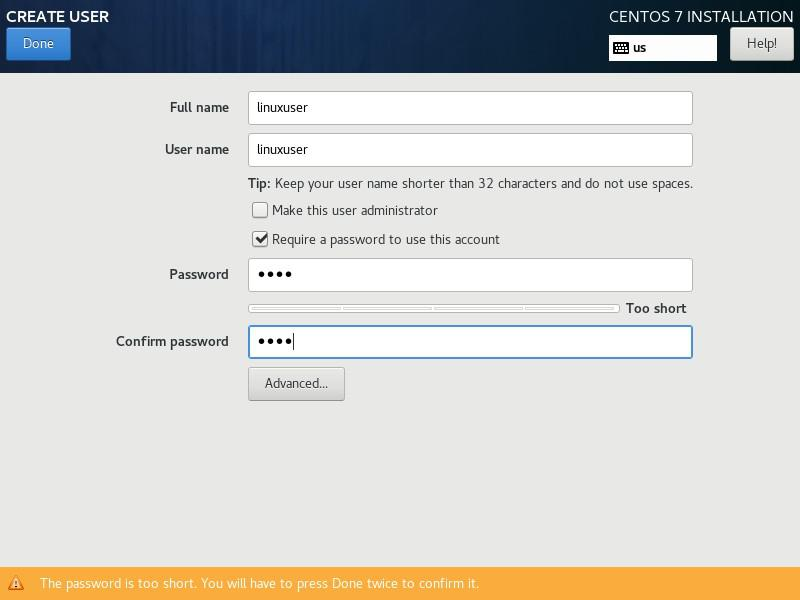 CREATE USER
CENTOS 7 INSTALLATION
Done
us
Help!
Full name
linuxuser
User name
linuxuser
Tip: Keep your user name shorter than 32 characters and do not use spaces.
Make this user administrator
Require a password to use this account
Password
••••
Too short
Confirm password
••••
Advanced...
The password is too short. You will have to press Done twice to confirm it.